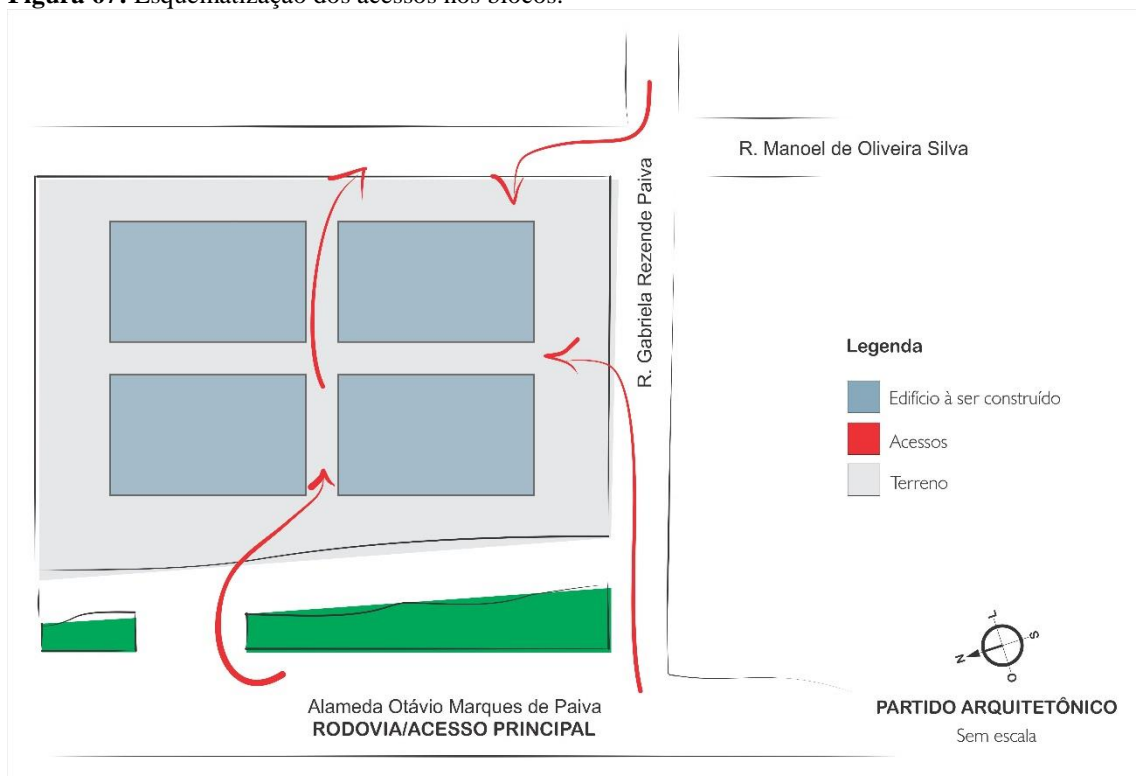 Figura 67. Esquematização dos acessos nos blocos.
R. Manoel de Oliveira Silva
R. Gabriela Rezende Paiva
Legenda
Edifício à ser construído
Acessos
Terreno
L
S
N
O
Alameda Otávio Marques de Paiva
RODOVIA/ACESSO PRINCIPAL
PARTIDO ARQUITETÔNICO
Sem escala